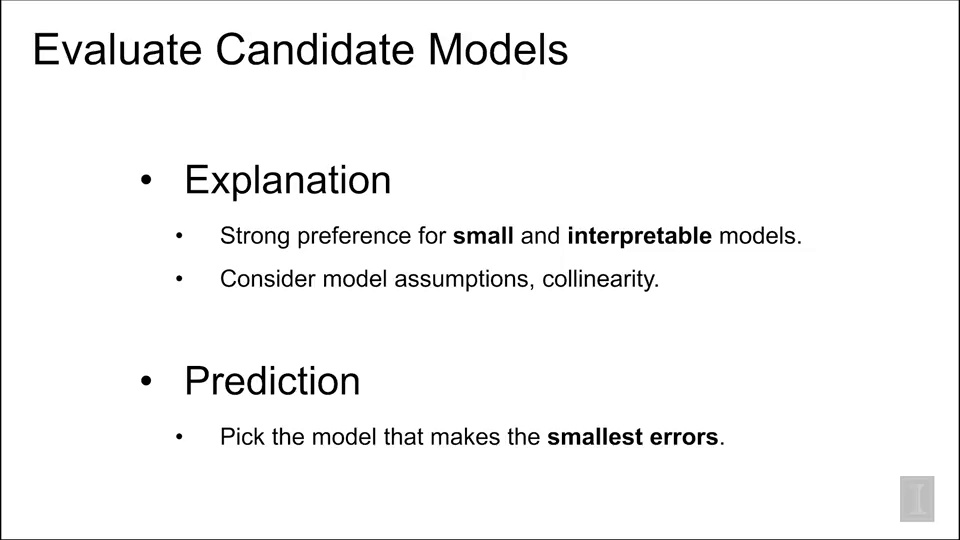 Evaluate Candidate Models
• Explanation
• Strong preference for small and interpretable models.
• Consider model assumptions, collinearity.
• Prediction
• Pick the model that makes the smallest errors.
I